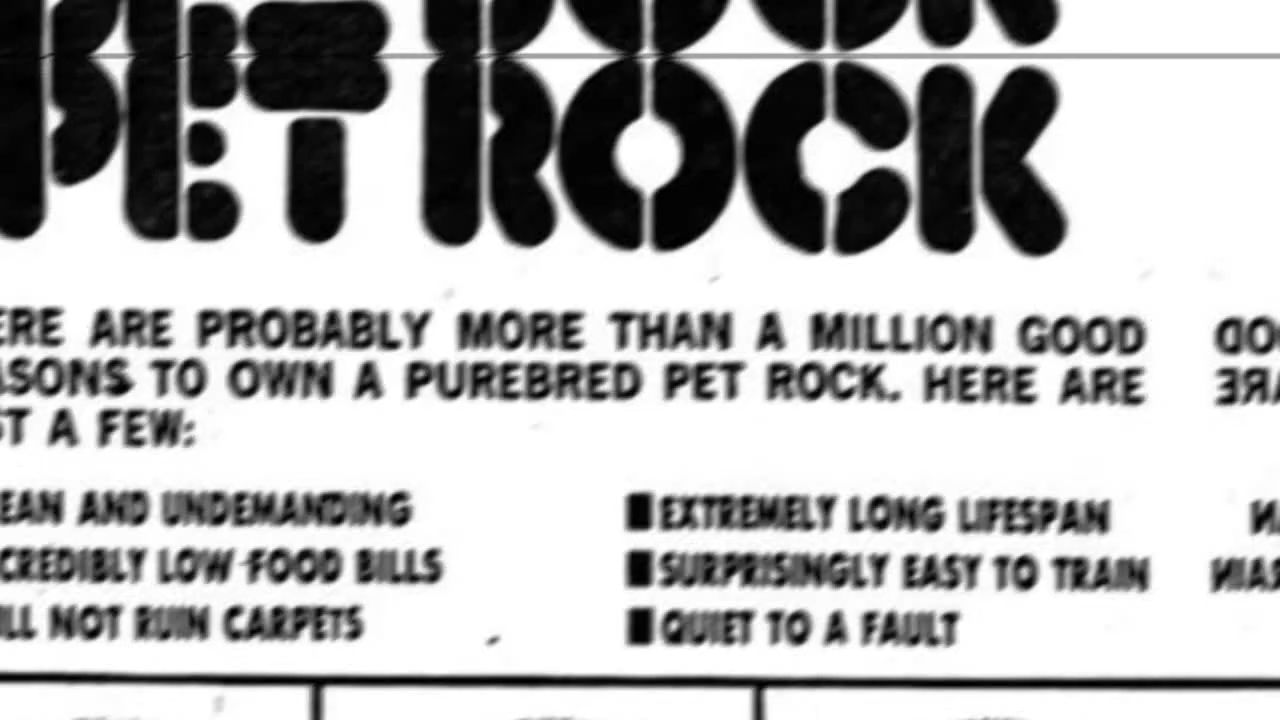 PET ROCK
ERE ARE PROBABLY MORE THAN A MILLION GOOD
ASONS TO OWN A PUREBRED PET ROCK. HERE ARE
ST A FEW:
EAN AND UNDEMANDING
CREDIBLY LOW FOOD BILLS
ILL NOT RUIN CARPETS
EXTREMELY LONG LIFESPAN
SURPRISINGLY EASY TO TRAIN
QUIET TO A FAULT